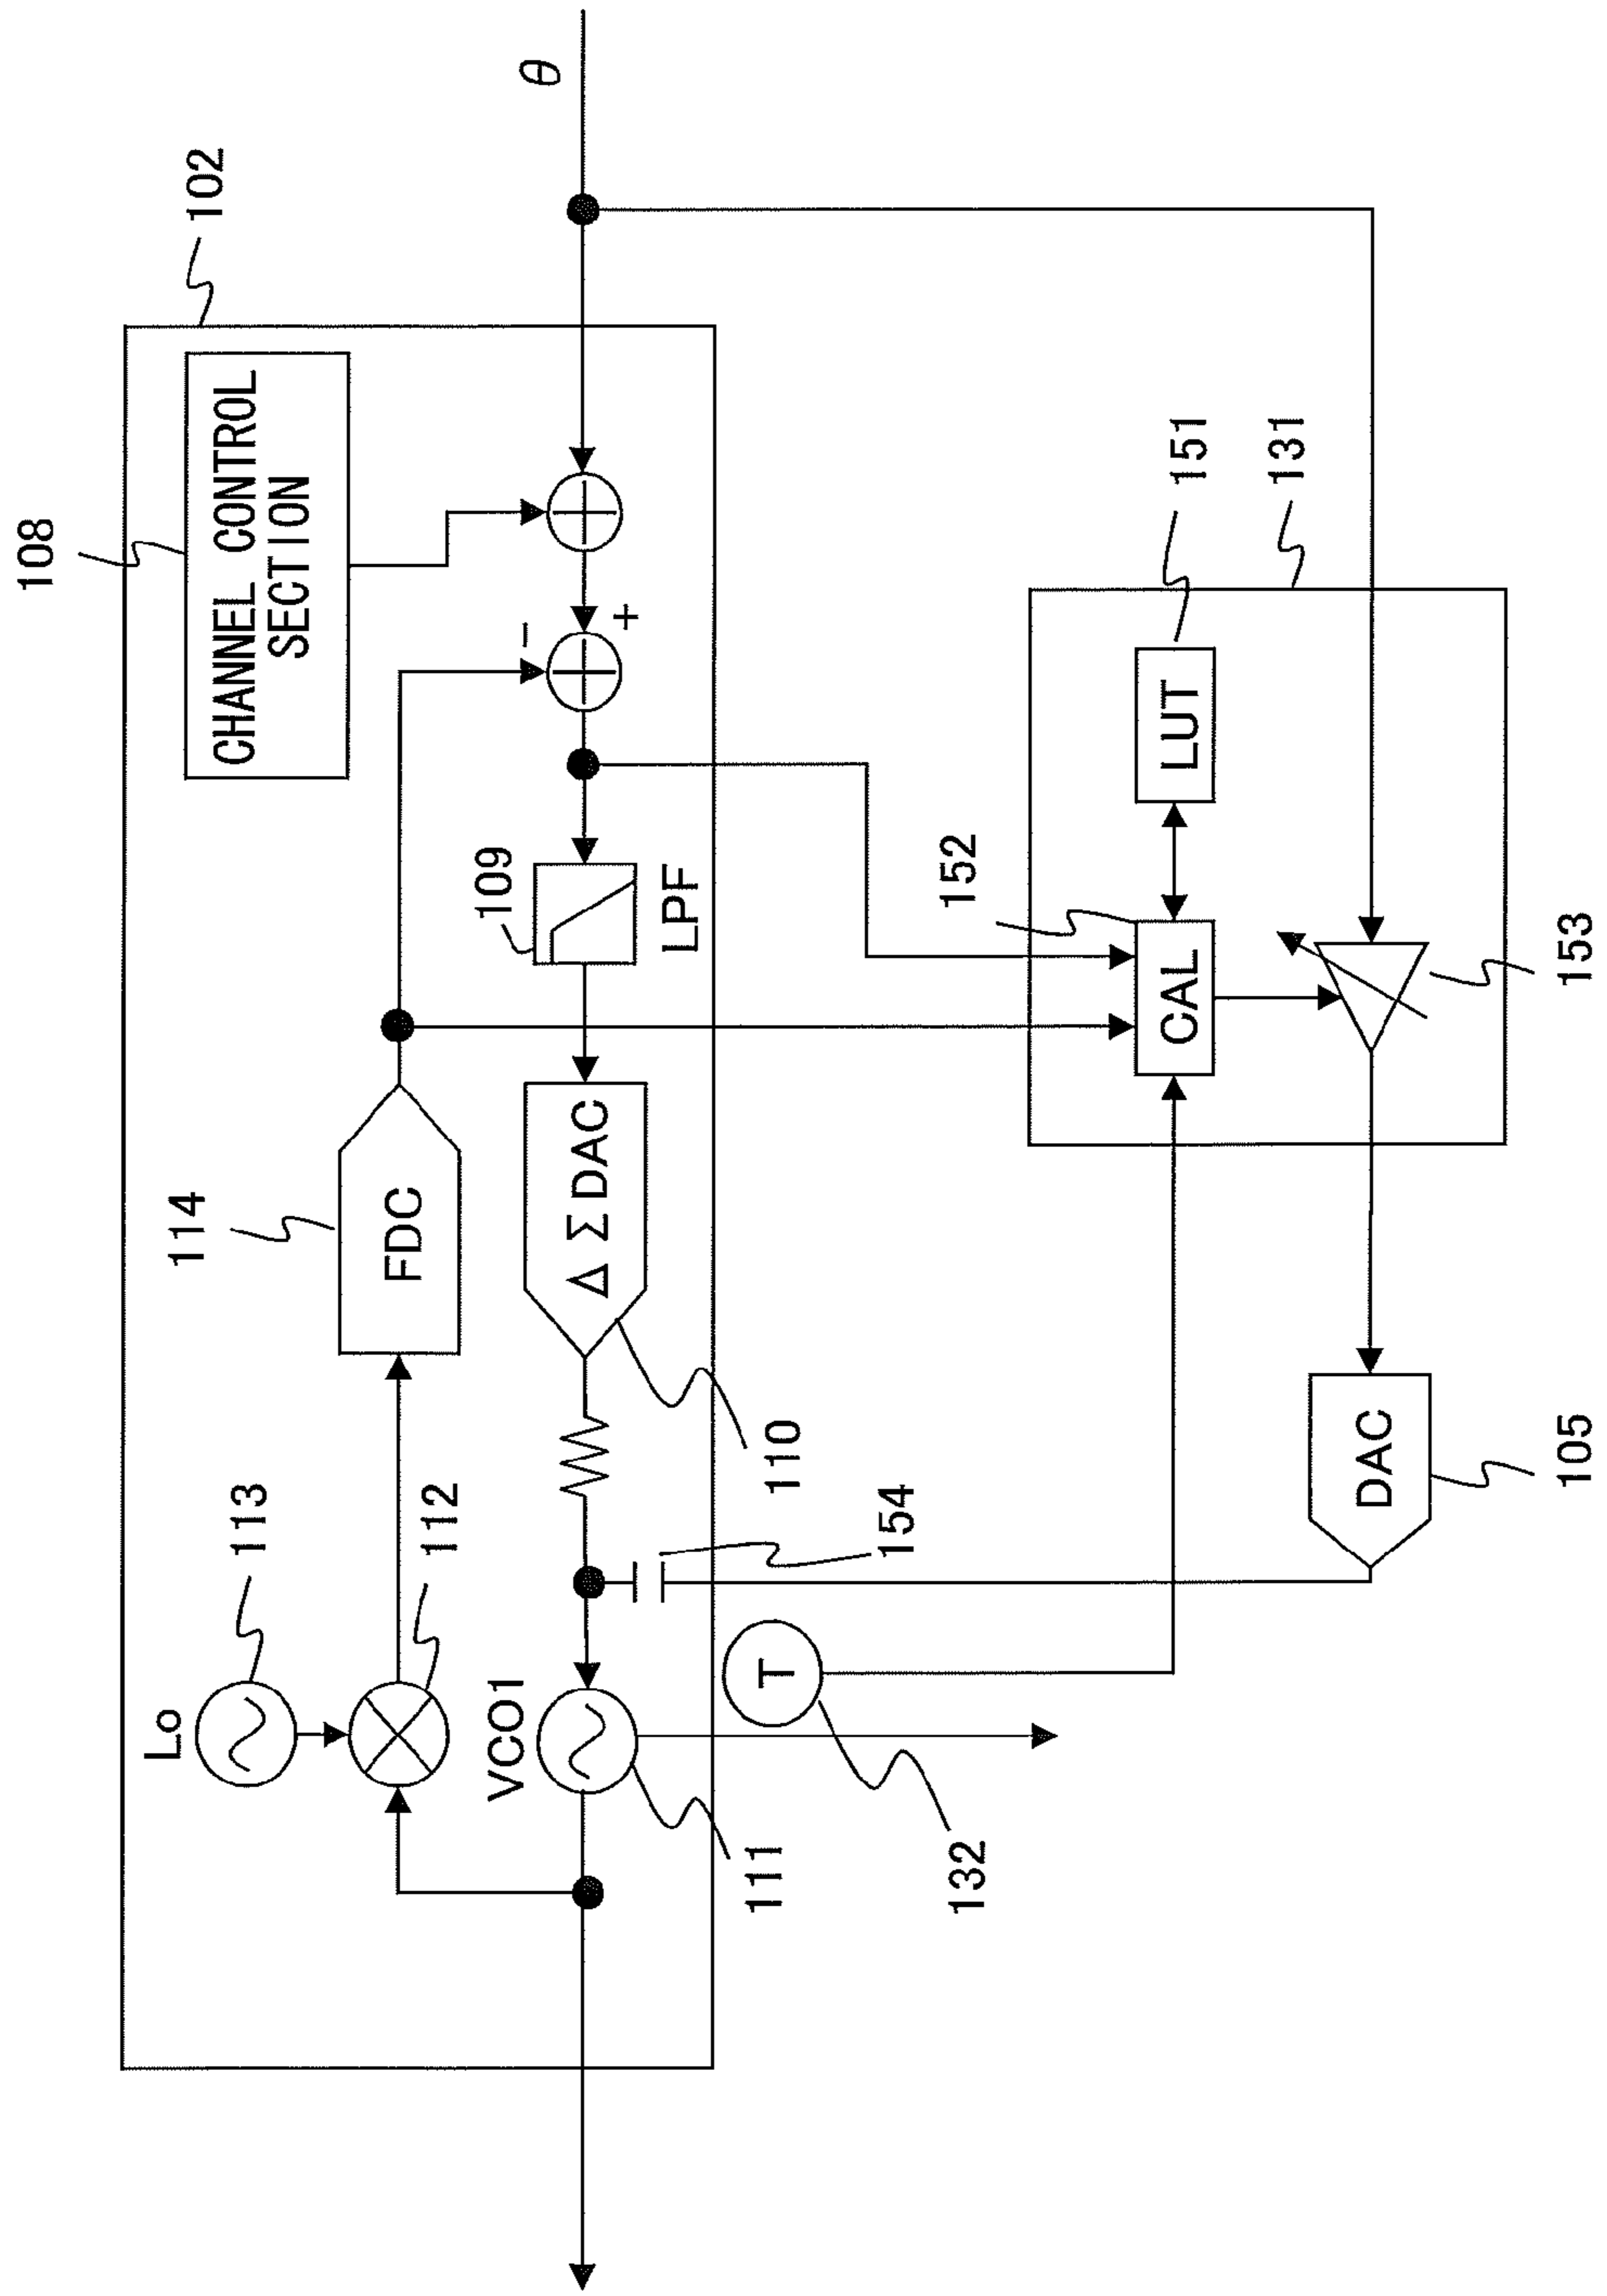 102
108
CHANNEL CONTROL
SECTION
θ
−
+
109
LPF
114
FDC
Δ Σ DAC
110
113
Lo
112
VCO1
111
154
T
132
151
131
LUT
152
CAL
153
DAC
105